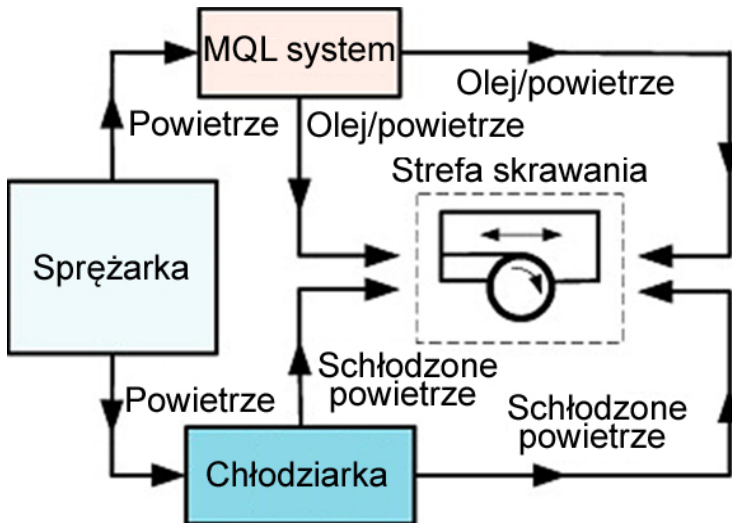 MQL system
Olej/powietrze
Powietrze
Olej/powietrze
Strefa skrawania
Sprężarka
Schłodzone
powietrze
Powietrze
Schłodzone
powietrze
Chłodziarka